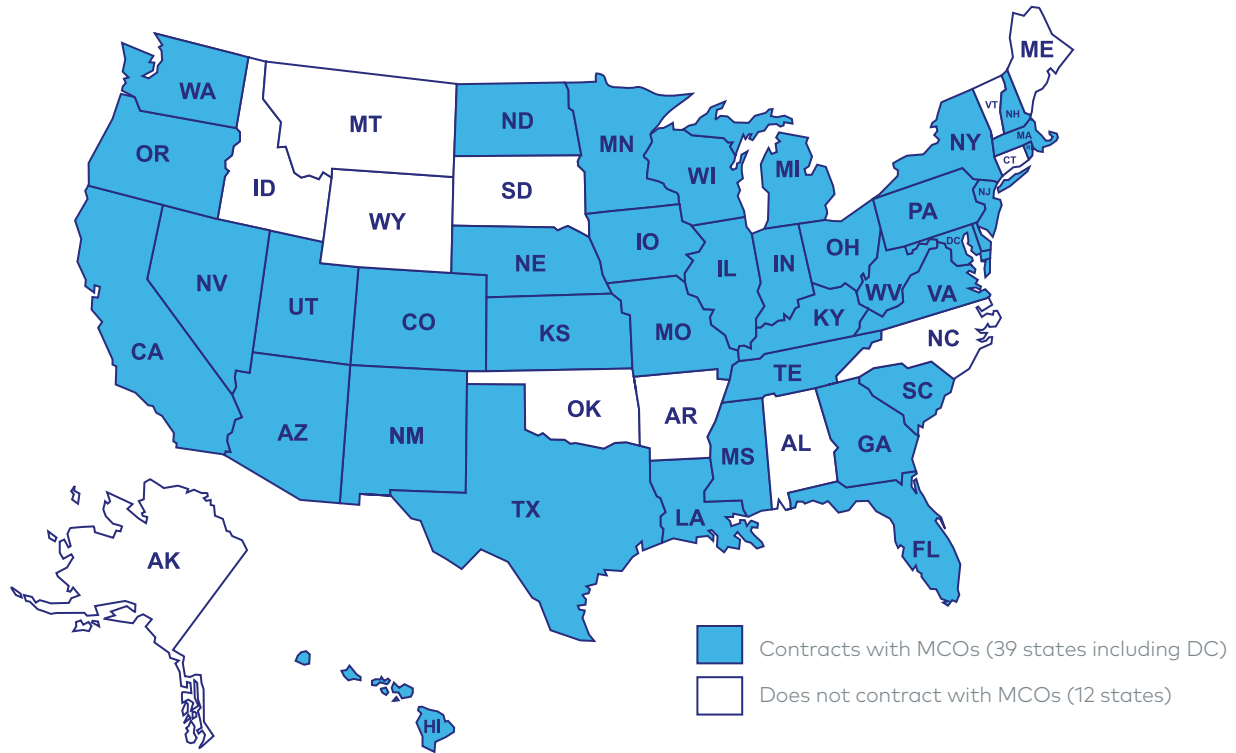 ME
WA
VT
NH
MT
ND
MN
OR
NY
MA
WI
MI
CT
ID
SD
NJ
WY
PA
IO
DC
NE
OH
IL
IN
NV
WV
VA
UT
CO
KY
KS
MO
NC
CA
TE
SC
OK
AR
AZ
NM
AL
GA
MS
TX
LA
FL
AK
Contracts with MCOs (39 states including DC)
Does not contract with MCOs (12 states)
HI